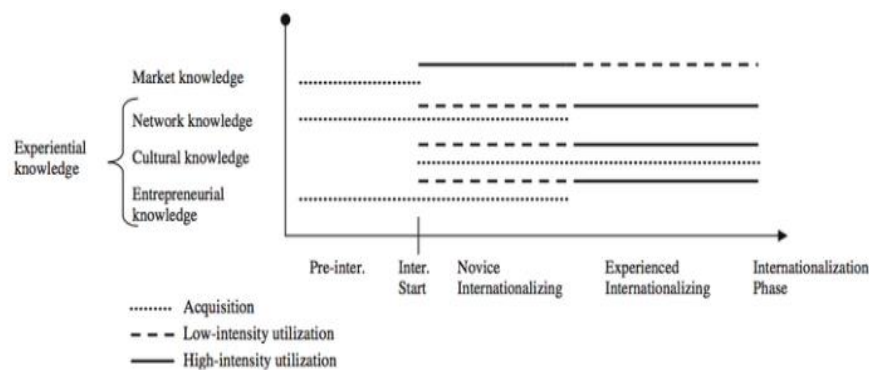 Market knowledge
Network knowledge
Experiential
knowledge
Cultural knowledge
Entrepreneurial
knowledge
Pre-inter.
Inter.
Start
Novice
Internationalizing
Experienced
Internationalizing
Internationalization
Phase
Acquisition
Low-intensity utilization
High-intensity utilization